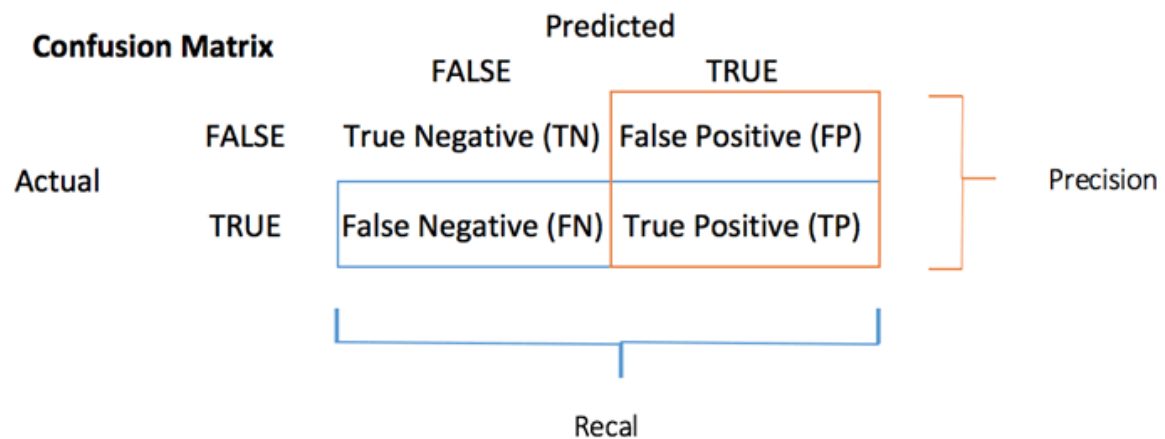 Confusion Matrix
Predicted
FALSE TRUE
FALSE True Negative (TN) False Positive (FP)
Actual
Precision
TRUE False Negative (FN) True Positive (TP)
Recal